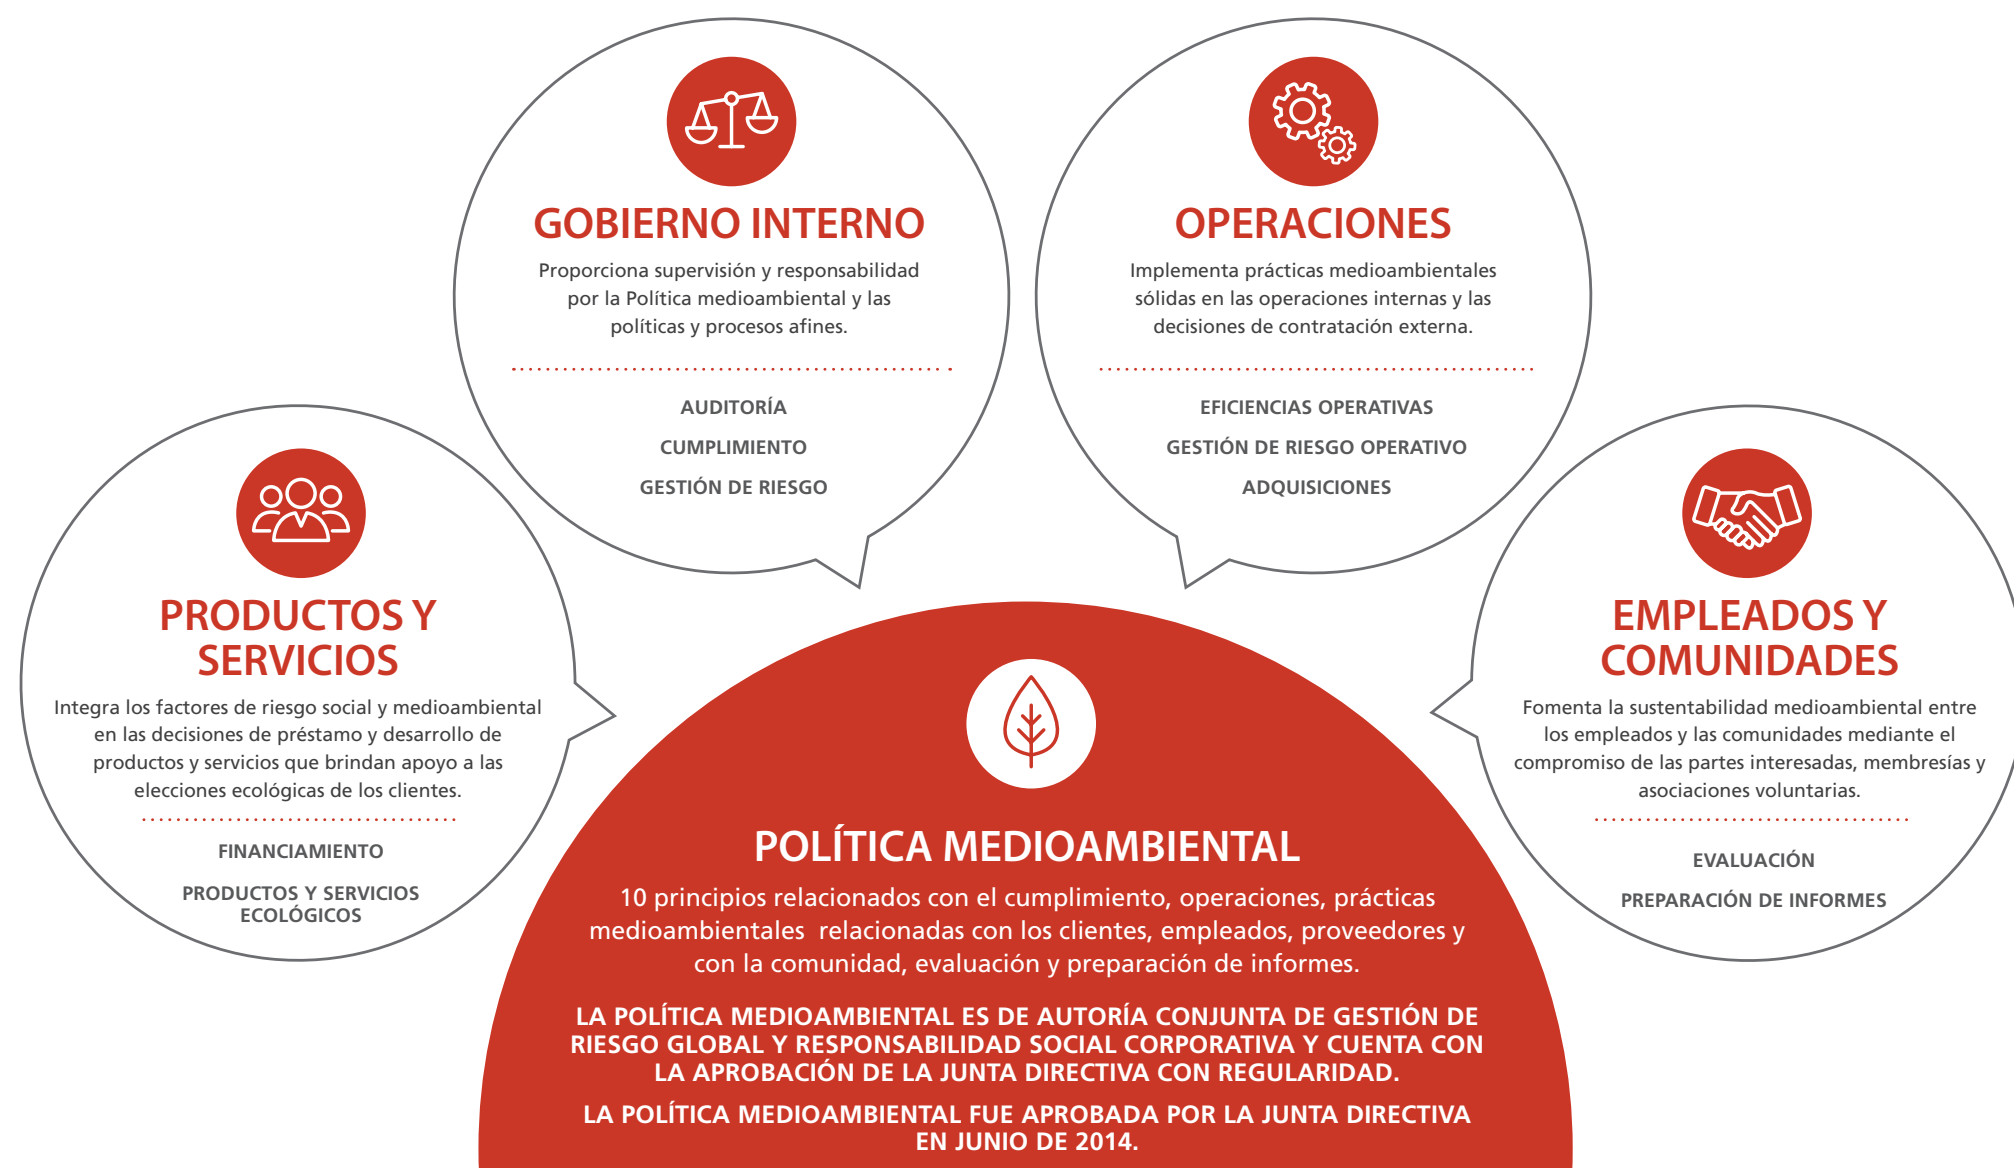 GOBIERNO INTERNO
Proporciona supervisión y responsabilidad
por la Política medioambiental y las
políticas y procesos afines.
AUDITORÍA
CUMPLIMIENTO
GESTIÓN DE RIESGO
OPERACIONES
Implementa prácticas medioambientales
sólidas en las operaciones internas y las
decisiones de contratación externa.
EFICIENCIAS OPERATIVAS
GESTIÓN DE RIESGO OPERATIVO
ADQUISICIONES
PRODUCTOS Y
SERVICIOS
Integra los factores de riesgo social y medioambiental
en las decisiones de préstamo y desarrollo de
productos y servicios que brindan apoyo a las
elecciones ecológicas de los clientes.
FINANCIAMIENTO
PRODUCTOS Y SERVICIOS
ECOLÓGICOS
EMPLEADOS Y
COMUNIDADES
Fomenta la sustentabilidad medioambiental entre
los empleados y las comunidades mediante el
compromiso de las partes interesadas, membresías y
asociaciones voluntarias.
EVALUACIÓN
PREPARACIÓN DE INFORMES
POLÍTICA MEDIOAMBIENTAL
10 principios relacionados con el cumplimiento, operaciones, prácticas
medioambientales relacionadas con los clientes, empleados, proveedores y
con la comunidad, evaluación y preparación de informes.
LA POLÍTICA MEDIOAMBIENTAL ES DE AUTORÍA CONJUNTA DE GESTIÓN DE
RIESGO GLOBAL Y RESPONSABILIDAD SOCIAL CORPORATIVA Y CUENTA CON
LA APROBACIÓN DE LA JUNTA DIRECTIVA CON REGULARIDAD.
LA POLÍTICA MEDIOAMBIENTAL FUE APROBADA POR LA JUNTA DIRECTIVA
EN JUNIO DE 2014.